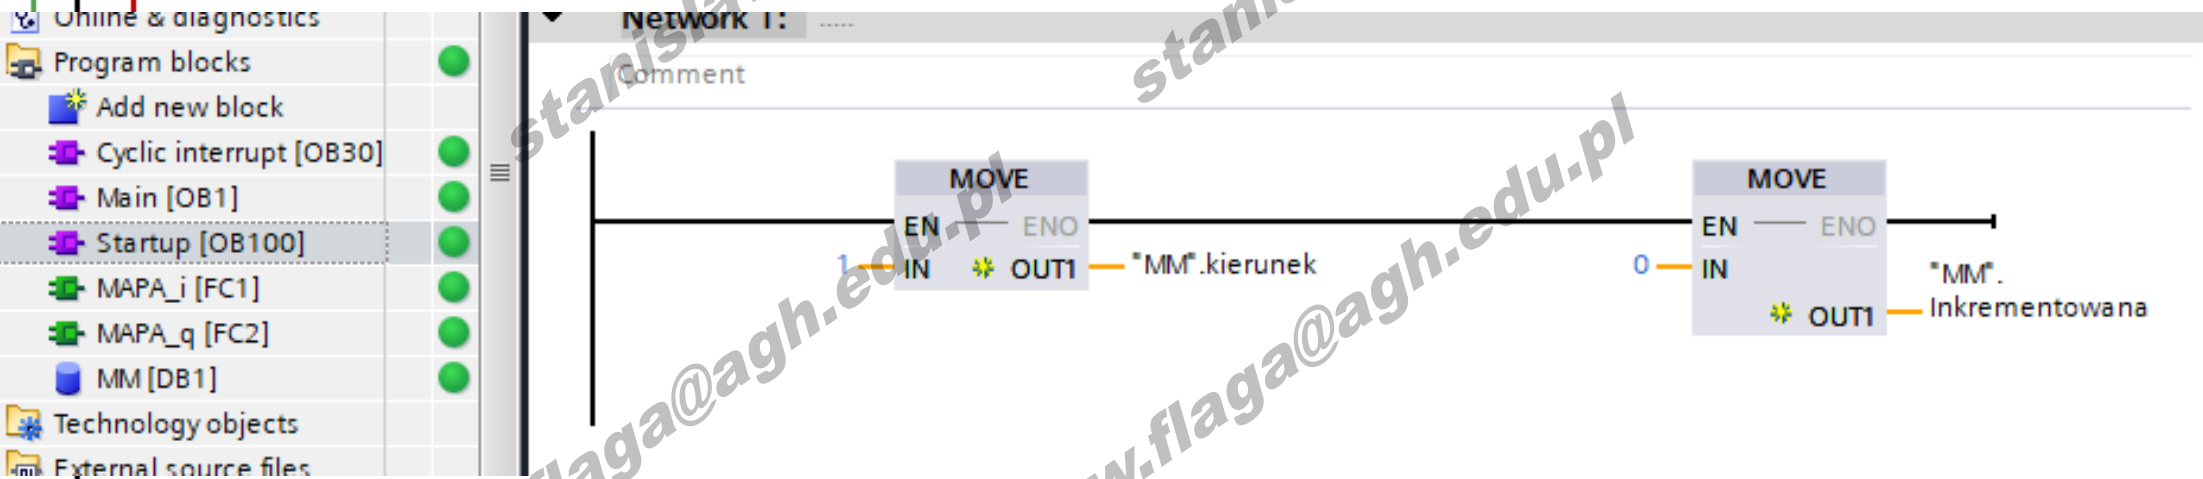 Online & diagnostics
Program blocks
Add new block
Cyclic interrupt [OB30]
Main [OB1]
Startup [OB100]
MAPA_i [FC1]
MAPA_q [FC2]
MM [DB1]
Technology objects
External source files
Network 1: .....
Comment
MOVE
EN ENO
1 IN OUT1 "MM".kierunek
MOVE
EN ENO
0 IN
OUT1
"MM".
Inkrementowana
stanisla
stanis
flaga@agh.edu.pl
w.flaga@agh.edu.pl